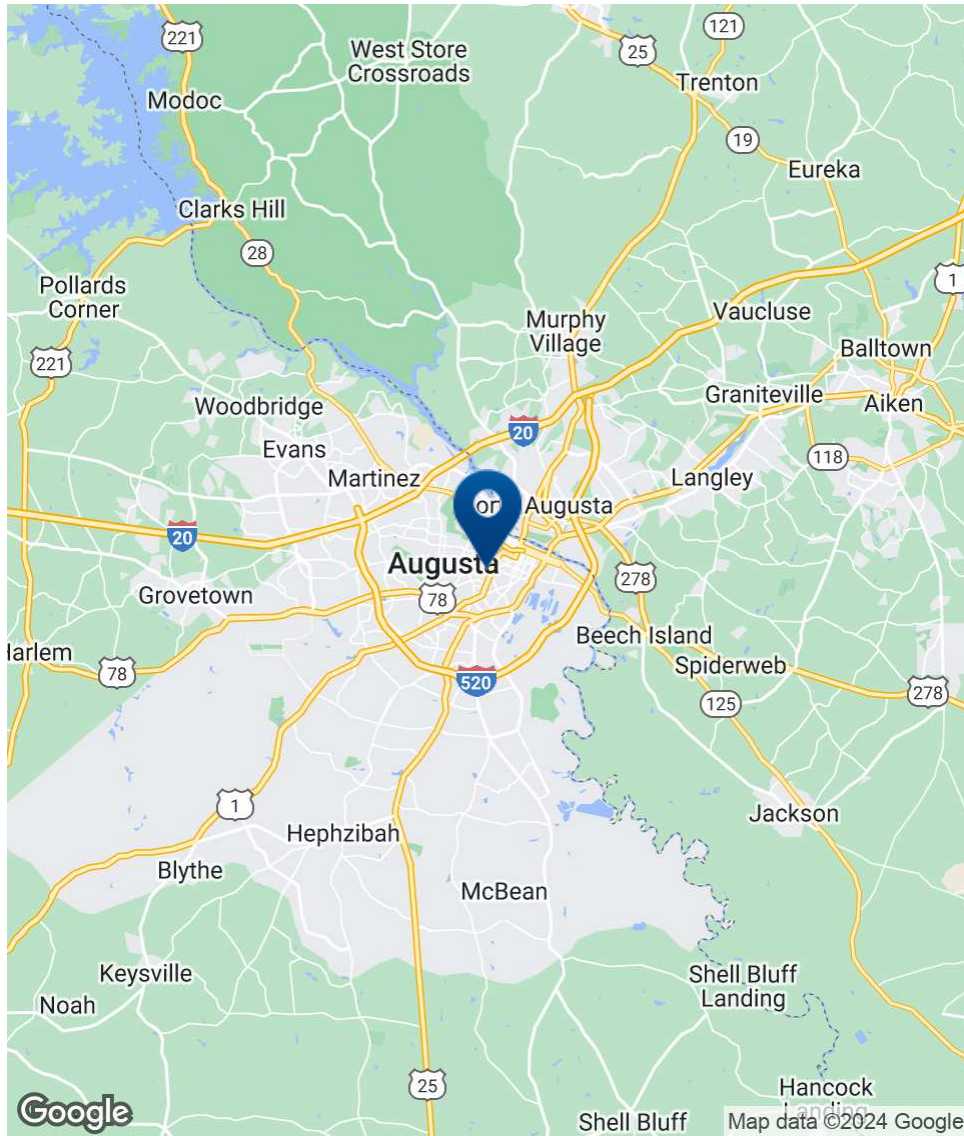 221
121
West Store
Crossroads
25
Trenton
Modoc
19
Eureka
Clarks Hill
28
1
Pollards
Corner
Vaucluse
Murphy
Village
221
Balltown
Graniteville
Aiken
Woodbridge
20
Evans
118
Martinez
Langley
Augusta
20
Augusta
278
Grovetown
78
Beech Island
Harlem
Spiderweb
78
520
278
125
1
Jackson
Hephzibah
Blythe
McBean
Keysville
Shell Bluff
Landing
Noah
25
Hancock
Landing
Google
Shell Bluff
Map data ©2024 Google